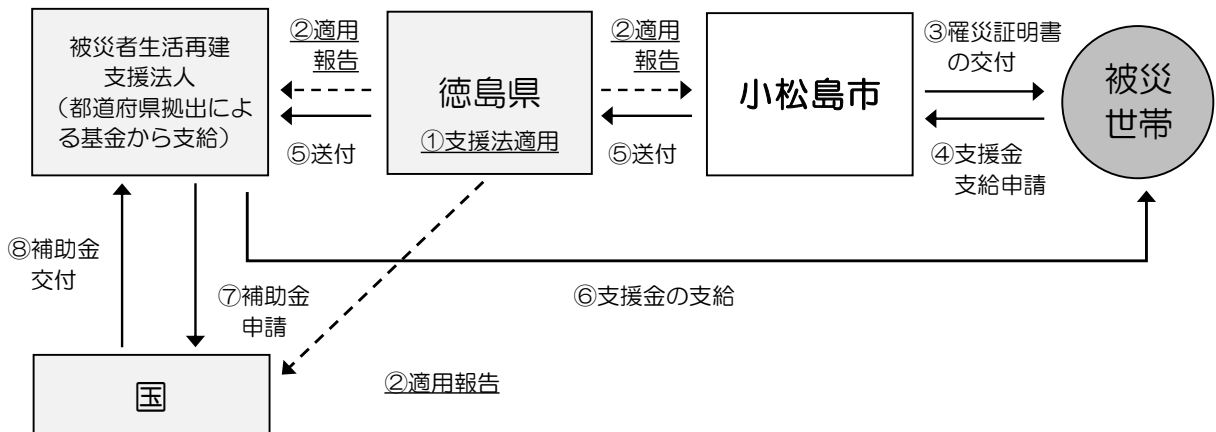 被災者生活再建
支援法人
（都道府県拠出によ
る基金から支給）
②適用
報告
⑤送付
徳島県
①支援法適用
②適用
報告
⑤送付
小松島市
③罹災証明書
の交付
④支援金
支給申請
被災
世帯
⑧補助金
交付
⑦補助金
申請
⑥支援金の支給
②適用報告
国